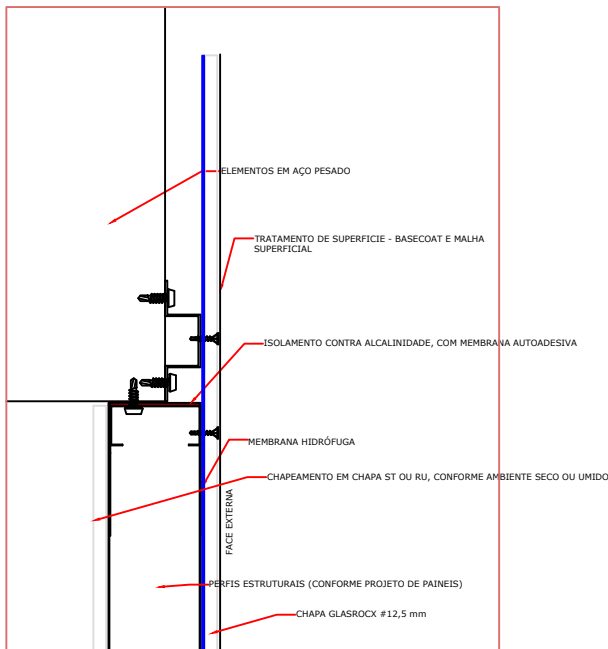 ELEMENTOS EM AÇO PESADO
TRATAMENTO DE SUPERFICIE - BASECOAT E MALHA
SUPERFICIAL
ISOLAMENTO CONTRA ALCALINIDADE, COM MEMBRANA AUTOADESIVA
MEMBRANA HIDRÓFUGA
CHAPEAMENTO EM CHAPA ST OU RU, CONFORME AMBIENTE SECO OU UMIDO
FACE EXTERNA
PERFIS ESTRUTURAIS (CONFORME PROJETO DE PAINEIS)
CHAPA GLASROCX #12,5 mm